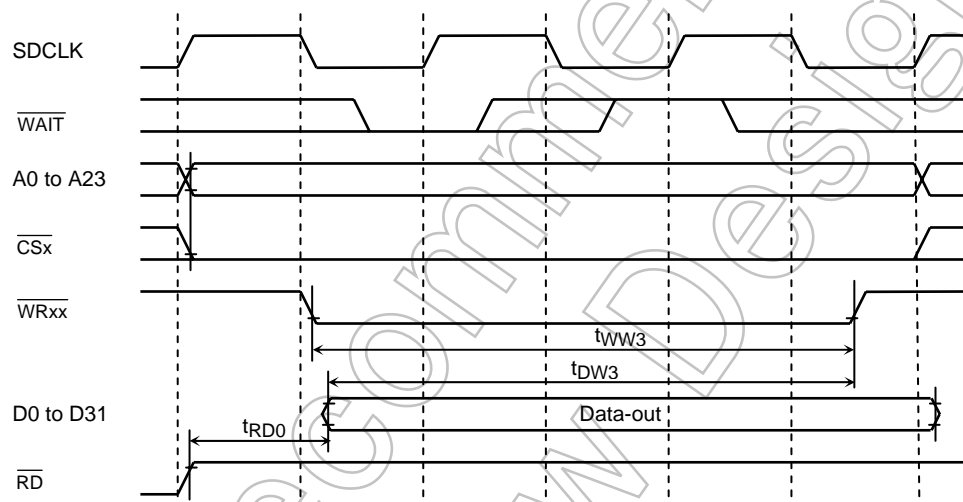 SDCLK
WAIT
A0 to A23
CSx
WRxx
tWW3
tDW3
D0 to D31
Data-out
tRD0
RD